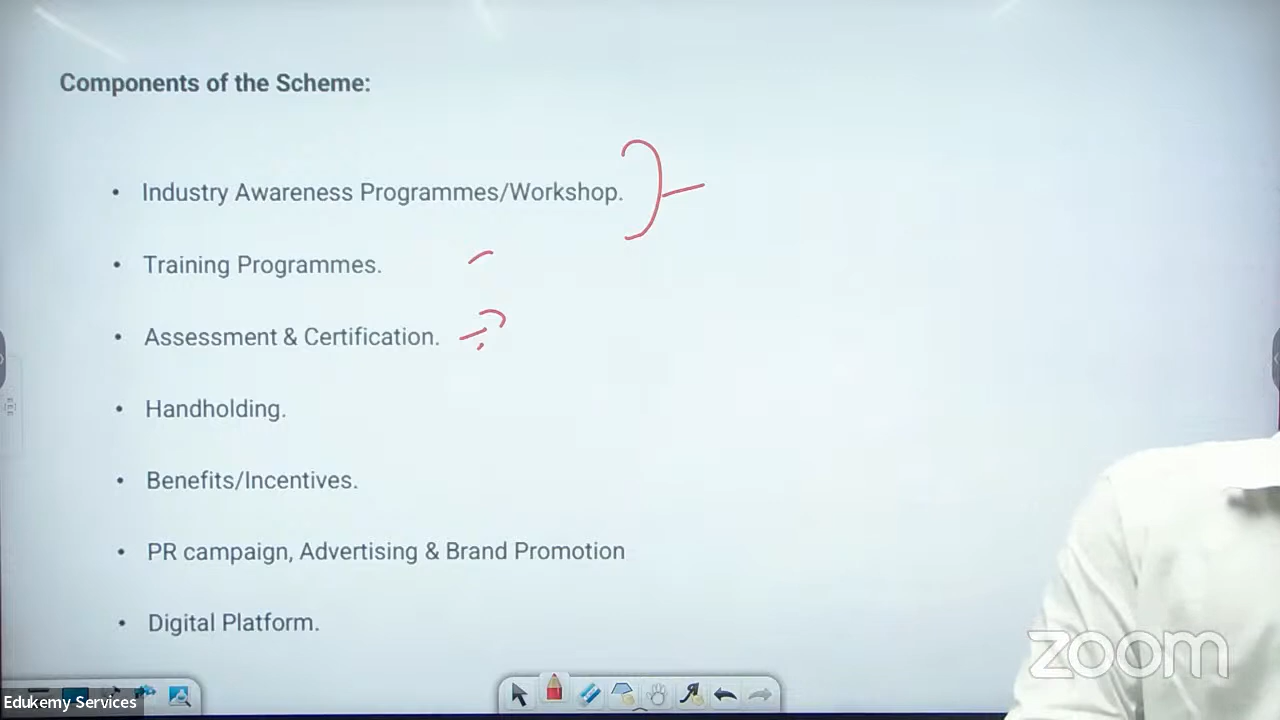 Components of the Scheme:
• Industry Awareness Programmes/Workshop.
• Training Programmes.
• Assessment & Certification.
• Handholding.
• Benefits/Incentives.
• PR campaign, Advertising & Brand Promotion
• Digital Platform.
zoom
Edukemy Services